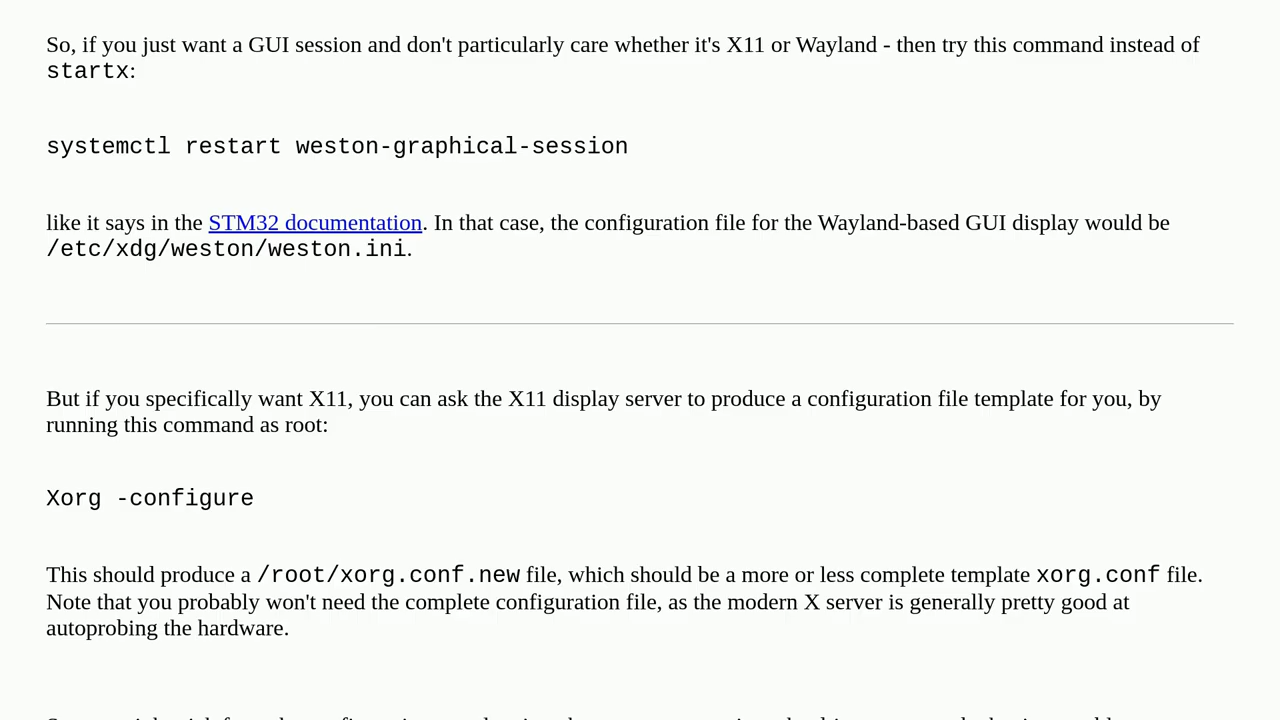 So, if you just want a GUI session and don't particularly care whether it's X11 or Wayland - then try this command instead of
startx:
systemctl restart weston-graphical-session
like it says in the STM32 documentation. In that case, the configuration file for the Wayland-based GUI display would be
/etc/xdg/weston/weston.ini.
But if you specifically want X11, you can ask the X11 display server to produce a configuration file template for you, by
running this command as root:
Xorg -configure
This should produce a /root/xorg.conf.new file, which should be a more or less complete template xorg.conf file.
Note that you probably won't need the complete configuration file, as the modern X server is generally pretty good at
autoprobing the hardware.